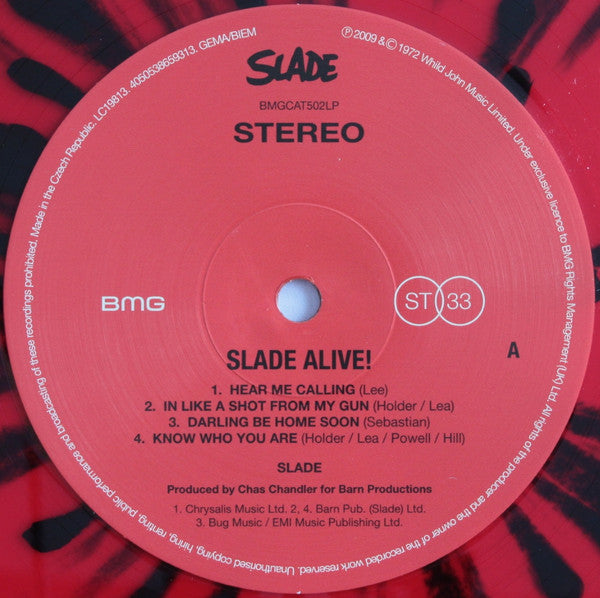 SLADE
BMGCAT502LP
STEREO
BMG
ST 33
SLADE ALIVE!
A
1. HEAR ME CALLING (Lee)
2. IN LIKE A SHOT FROM MY GUN (Holder / Lea)
3. DARLING BE HOME SOON (Sebastian)
4. KNOW WHO YOU ARE (Holder / Lea / Powell / Hill)
SLADE
Produced by Chas Chandler for Barn Productions
1. Chrysalis Music Ltd. 2, 4. Barn Pub. (Slade) Ltd.
3. Bug Music / EMI Music Publishing Ltd.
℗ 2009 & © 1972 Whild John Music Limited. Under exclusive licence to BMG Rights Management (UK) Ltd. All rights of the producer and the owner of the recorded work reserved. Unauthorised copying, hiring, renting, public performance and broadcasting of these recordings prohibited. Made in the Czech Republic. LC19813. 4050538659313. GEMA/BIEM